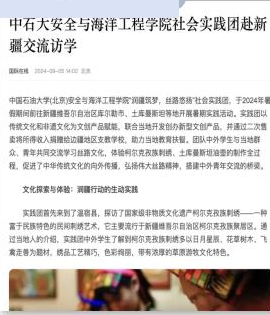 中石大安全与海洋工程学院社会实践团赴新
疆交流访学
国际在线 2024-09-05 14:02 北京
中国石油大学(北京)安全与海洋工程学院“润疆筑梦，丝路悠扬”社会实践团，于2024年暑
假期间前往新疆维吾尔自治区库尔勒市、土库曼斯坦等地开展暑期实践活动，实践团以
传统文化和非遗文化为文创产品赋能，联合当地开发创办新型文创产品，并通过二次售
卖将所得收入捐赠给边疆地区支教学校，助力当地教育扶贫。团队中外学生与当地群
众、青年共同交流学习丝路文化，体验柯尔克孜族刺绣、土库曼斯坦油壶的制作全过
程，促进了中华传统文化的向外传播，弘扬传统丝路精神，搭建中外青年交流的桥梁。
文化探索与体验：润疆行动的生动实践
实践团首先来到了温宿县，探访了国家级非物质文化遗产柯尔克孜族刺绣——一种
富于民族特色的民间刺绣艺术，它主要流行于新疆维吾尔自治区柯尔克孜族聚居区。通
过当地人的介绍，实践团中外学生了解到柯尔克孜族刺绣多以日月星辰、花草树木、飞
禽走兽为题材，绣品工艺精巧，色彩绚丽，带有浓厚的草原游牧文化特色。